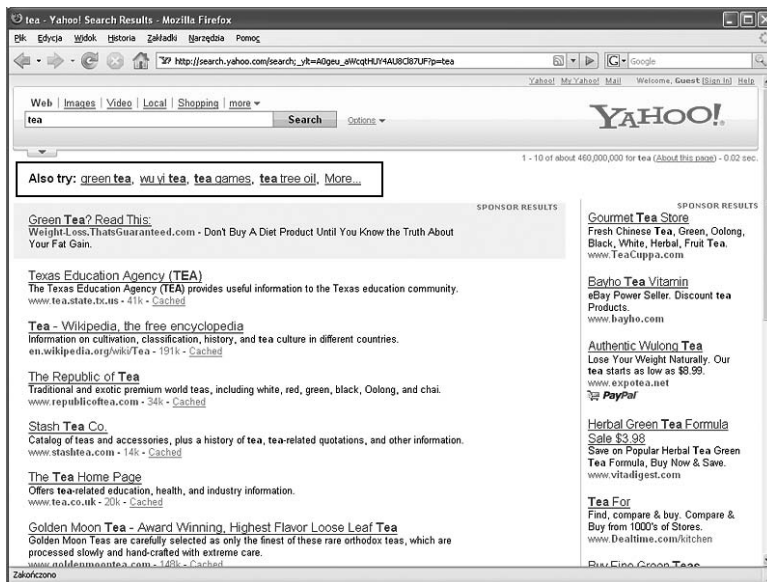 tea - Yahoo! Search Results - Mozilla Firefox
Plik Edycja Widok Historia Zakładki Narzędzia Pomoc
http://search.yahoo.com/search;_ylt=A0geu_aWcqtHUY4AU8Cl87UF?p=tea
Google
Yahoo! My Yahoo! Mail Welcome, Guest [Sign In] Help
Web | Images | Video | Local | Shopping | more
tea Search Options
YAHOO!
1 - 10 of about 460,000,000 for tea (About this page) - 0.02 sec.
Also try: green tea, wu yi tea, tea games, tea tree oil, More...
SPONSOR RESULTS
Green Tea? Read This:
Weight-Loss.ThatsGuaranteed.com - Don't Buy A Diet Product Until You Know the Truth About
Your Fat Gain.
Texas Education Agency (TEA)
The Texas Education Agency (TEA) provides useful information to the Texas education community.
www.tea.state.tx.us - 41k - Cached
Tea - Wikipedia, the free encyclopedia
Information on cultivation, classification, history, and tea culture in different countries.
en.wikipedia.org/wiki/Tea - 191k - Cached
The Republic of Tea
Traditional and exotic premium world teas, including white, red, green, black, Oolong, and chai.
www.republicoftea.com - 34k - Cached
Stash Tea Co.
Catalog of teas and accessories, plus a history of tea, tea-related quotations, and other information.
www.stashtea.com - 14k - Cached
The Tea Home Page
Offers tea-related education, health, and industry information.
www.tea.co.uk - 20k - Cached
Golden Moon Tea - Award Winning, Highest Flavor Loose Leaf Tea
Golden Moon Teas are carefully selected as only the finest of these rare orthodox teas, which are
processed slowly and hand-crafted with extreme care.
www.goldenmoontea.com - 148k - Cached
SPONSOR RESULTS
Gourmet Tea Store
Fresh Chinese Tea, Green, Oolong,
Black, White, Herbal, Fruit Tea.
www.TeaCuppa.com
Bayho Tea Vitamin
eBay Power Seller. Discount tea
Products.
www.bayho.com
Authentic Wulong Tea
Lose Your Weight Naturally. Our
tea starts as low as $8.99.
www.expotea.net
PayPal
Herbal Green Tea Formula
Sale $3.98
Save on Popular Herbal Tea Green
Tea Formula, Buy Now & Save.
www.vitadigest.com
Tea For
Find, compare & buy. Compare &
Buy from 1000's of Stores.
www.Dealtime.com/kitchen
Buy Fine Green Teas
Zakończono